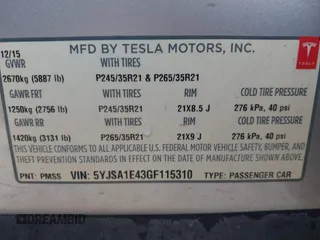 12/15
MFD BY TESLA MOTORS, INC.
TESLA
GVWR WITH TIRES
2670kg (5887 lb) P245/35R21 & P265/35R21
GAWR FRT WITH TIRES RIM COLD TIRE PRESSURE
1250kg (2756 lb) P245/35R21 21X8.5 J 276 kPa, 40 psi
GAWR RR WITH TIRES RIM COLD TIRE PRESSURE
1420kg (3131 lb) P265/35R21 21X9 J 276 kPa, 40 psi
THIS VEHICLE CONFORMS TO ALL APPLICABLE U.S. FEDERAL MOTOR VEHICLE
SAFETY, BUMPER, AND THEFT PREVENTION STANDARDS IN EFFECT ON THE DATE OF
MANUFACTURE SHOWN ABOVE.
PNT: PMSS VIN: 5YJSA1E43GF115310 TYPE: PASSENGER CAR
DREAMBID